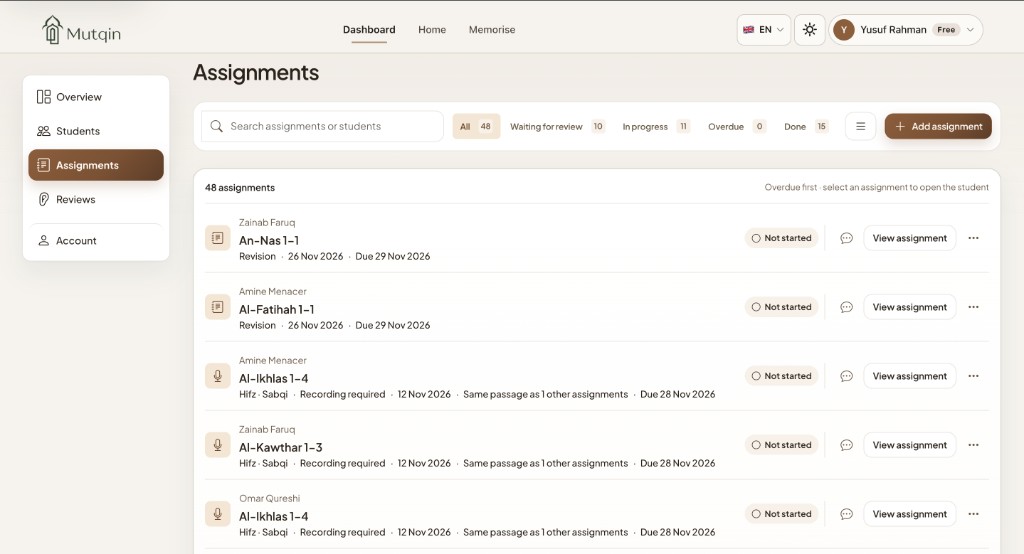 Mutqin
Dashboard Home Memorise
EN
Y Yusuf Rahman Free
Overview
Students
Assignments
Reviews
Account
Assignments
Search assignments or students
All 48 Waiting for review 10 In progress 11 Overdue 0 Done 15
+ Add assignment
48 assignments
Overdue first · select an assignment to open the student
Zainab Faruq
An-Nas 1–1
Revision · 26 Nov 2026 · Due 29 Nov 2026
Not started
View assignment
Amine Menacer
Al-Fatihah 1–1
Revision · 26 Nov 2026 · Due 29 Nov 2026
Not started
View assignment
Amine Menacer
Al-Ikhlas 1–4
Hifz · Sabqi · Recording required · 12 Nov 2026 · Same passage as 1 other assignments · Due 28 Nov 2026
Not started
View assignment
Zainab Faruq
Al-Kawthar 1–3
Hifz · Sabqi · Recording required · 12 Nov 2026 · Same passage as 1 other assignments · Due 28 Nov 2026
Not started
View assignment
Omar Qureshi
Al-Ikhlas 1–4
Hifz · Sabqi · Recording required · 12 Nov 2026 · Same passage as 1 other assignments · Due 28 Nov 2026
Not started
View assignment